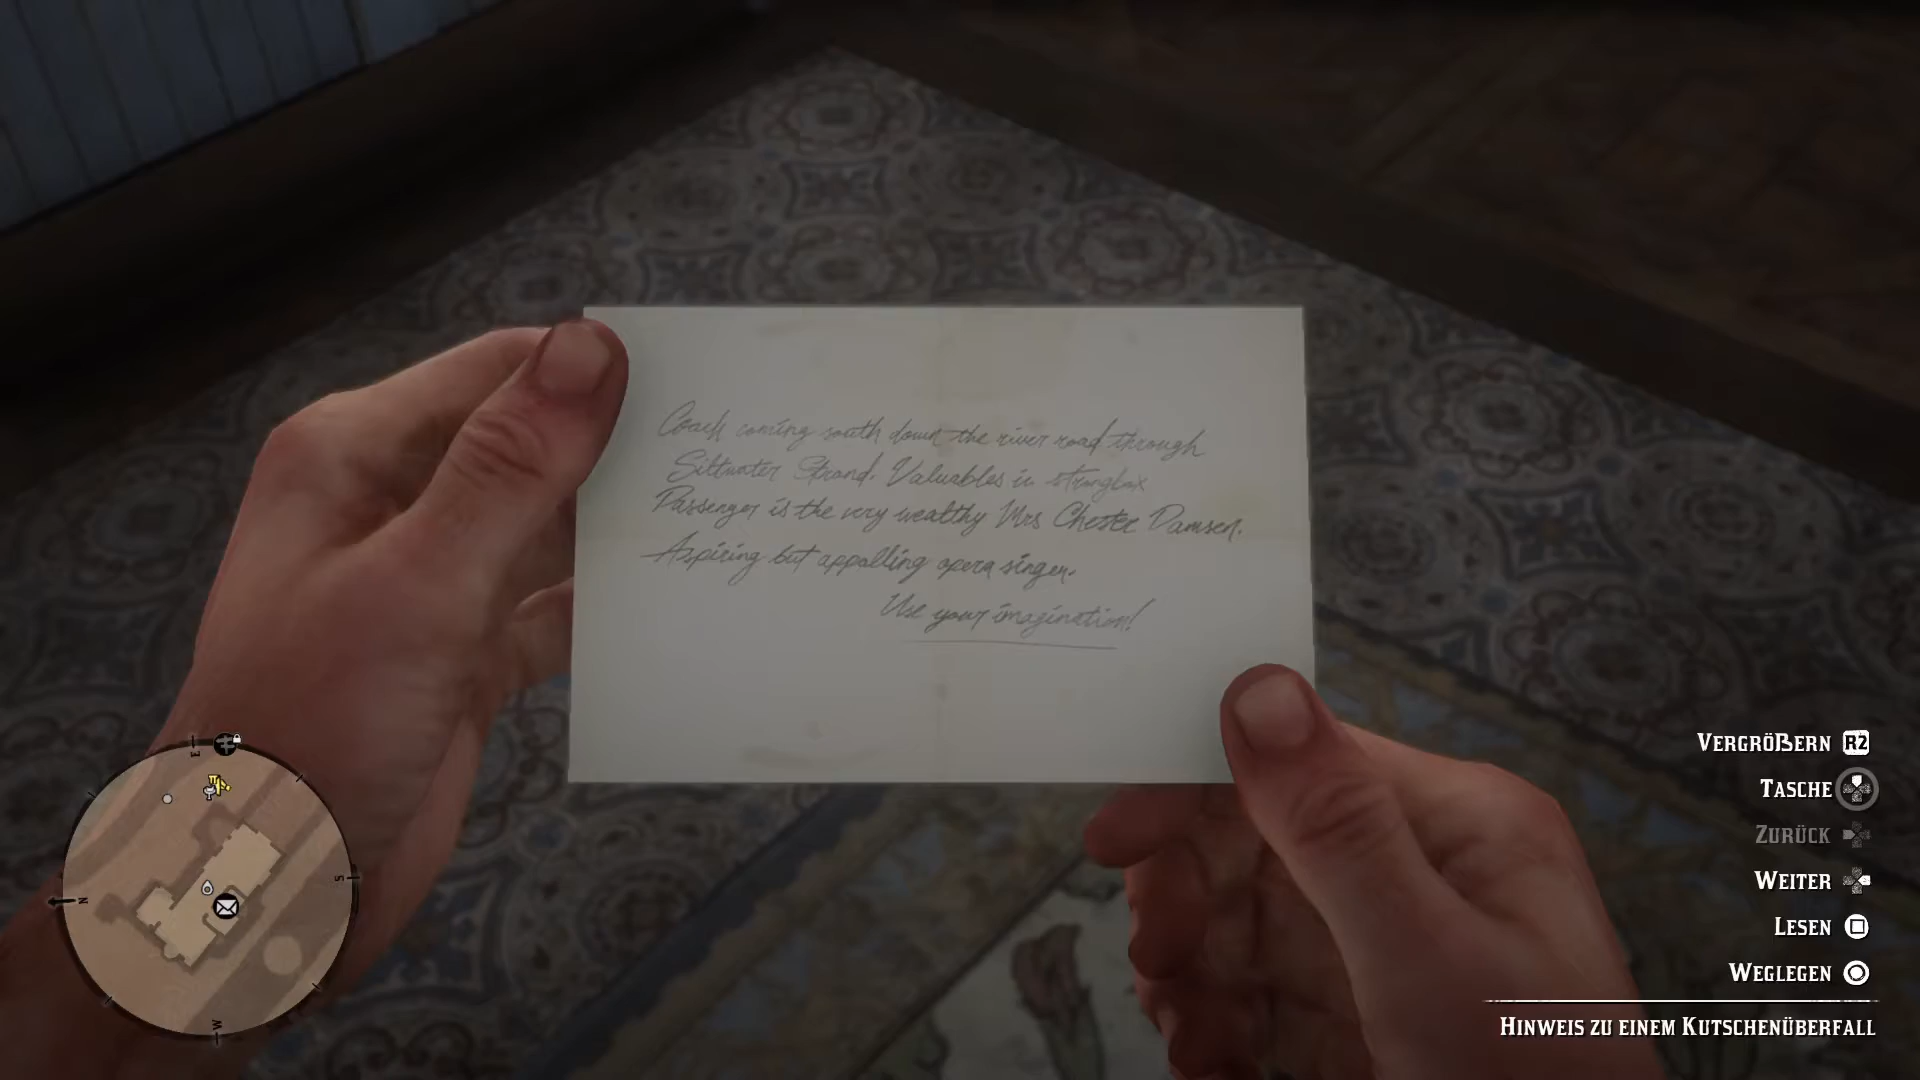 Coach coming south down the river road through
Siltwater Strand. Valuables in strongbox
Passenger is the very wealthy Mrs Chester Damsen.
Aspiring but appalling opera singer.
Use your imagination!
VERGRÖẞERN R2
TASCHE
ZURÜCK
WEITER
LESEN
WEGLEGEN
HINWEIS ZU EINEM KUTSCHENÜBERFALL
E
N
S
W